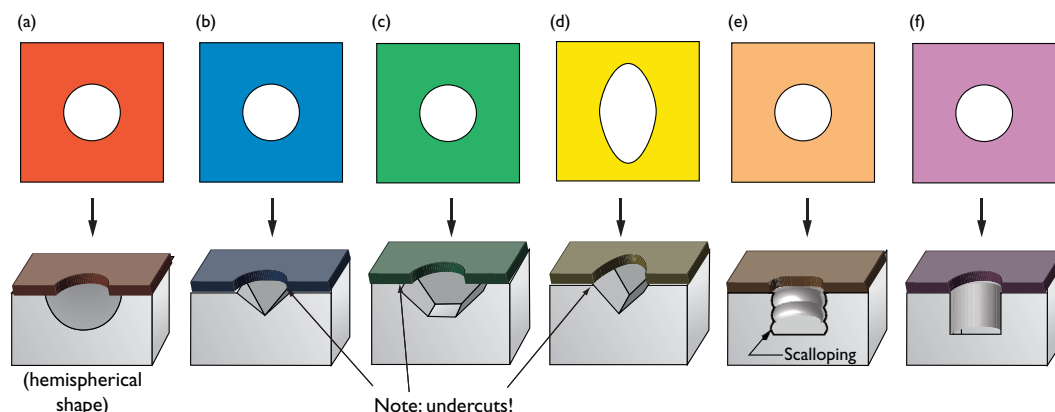 (a)
(b)
(c)
(d)
(e)
(f)
Scalloping
(hemispherical
shape)
Note: undercuts!